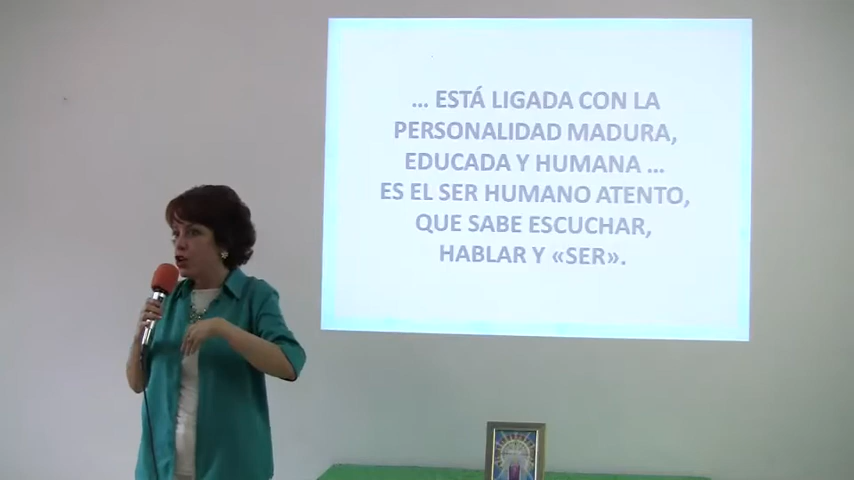 ... ESTÁ LIGADA CON LA
PERSONALIDAD MADURA,
EDUCADA Y HUMANA ...
ES EL SER HUMANO ATENTO,
QUE SABE ESCUCHAR,
HABLAR Y «SER».